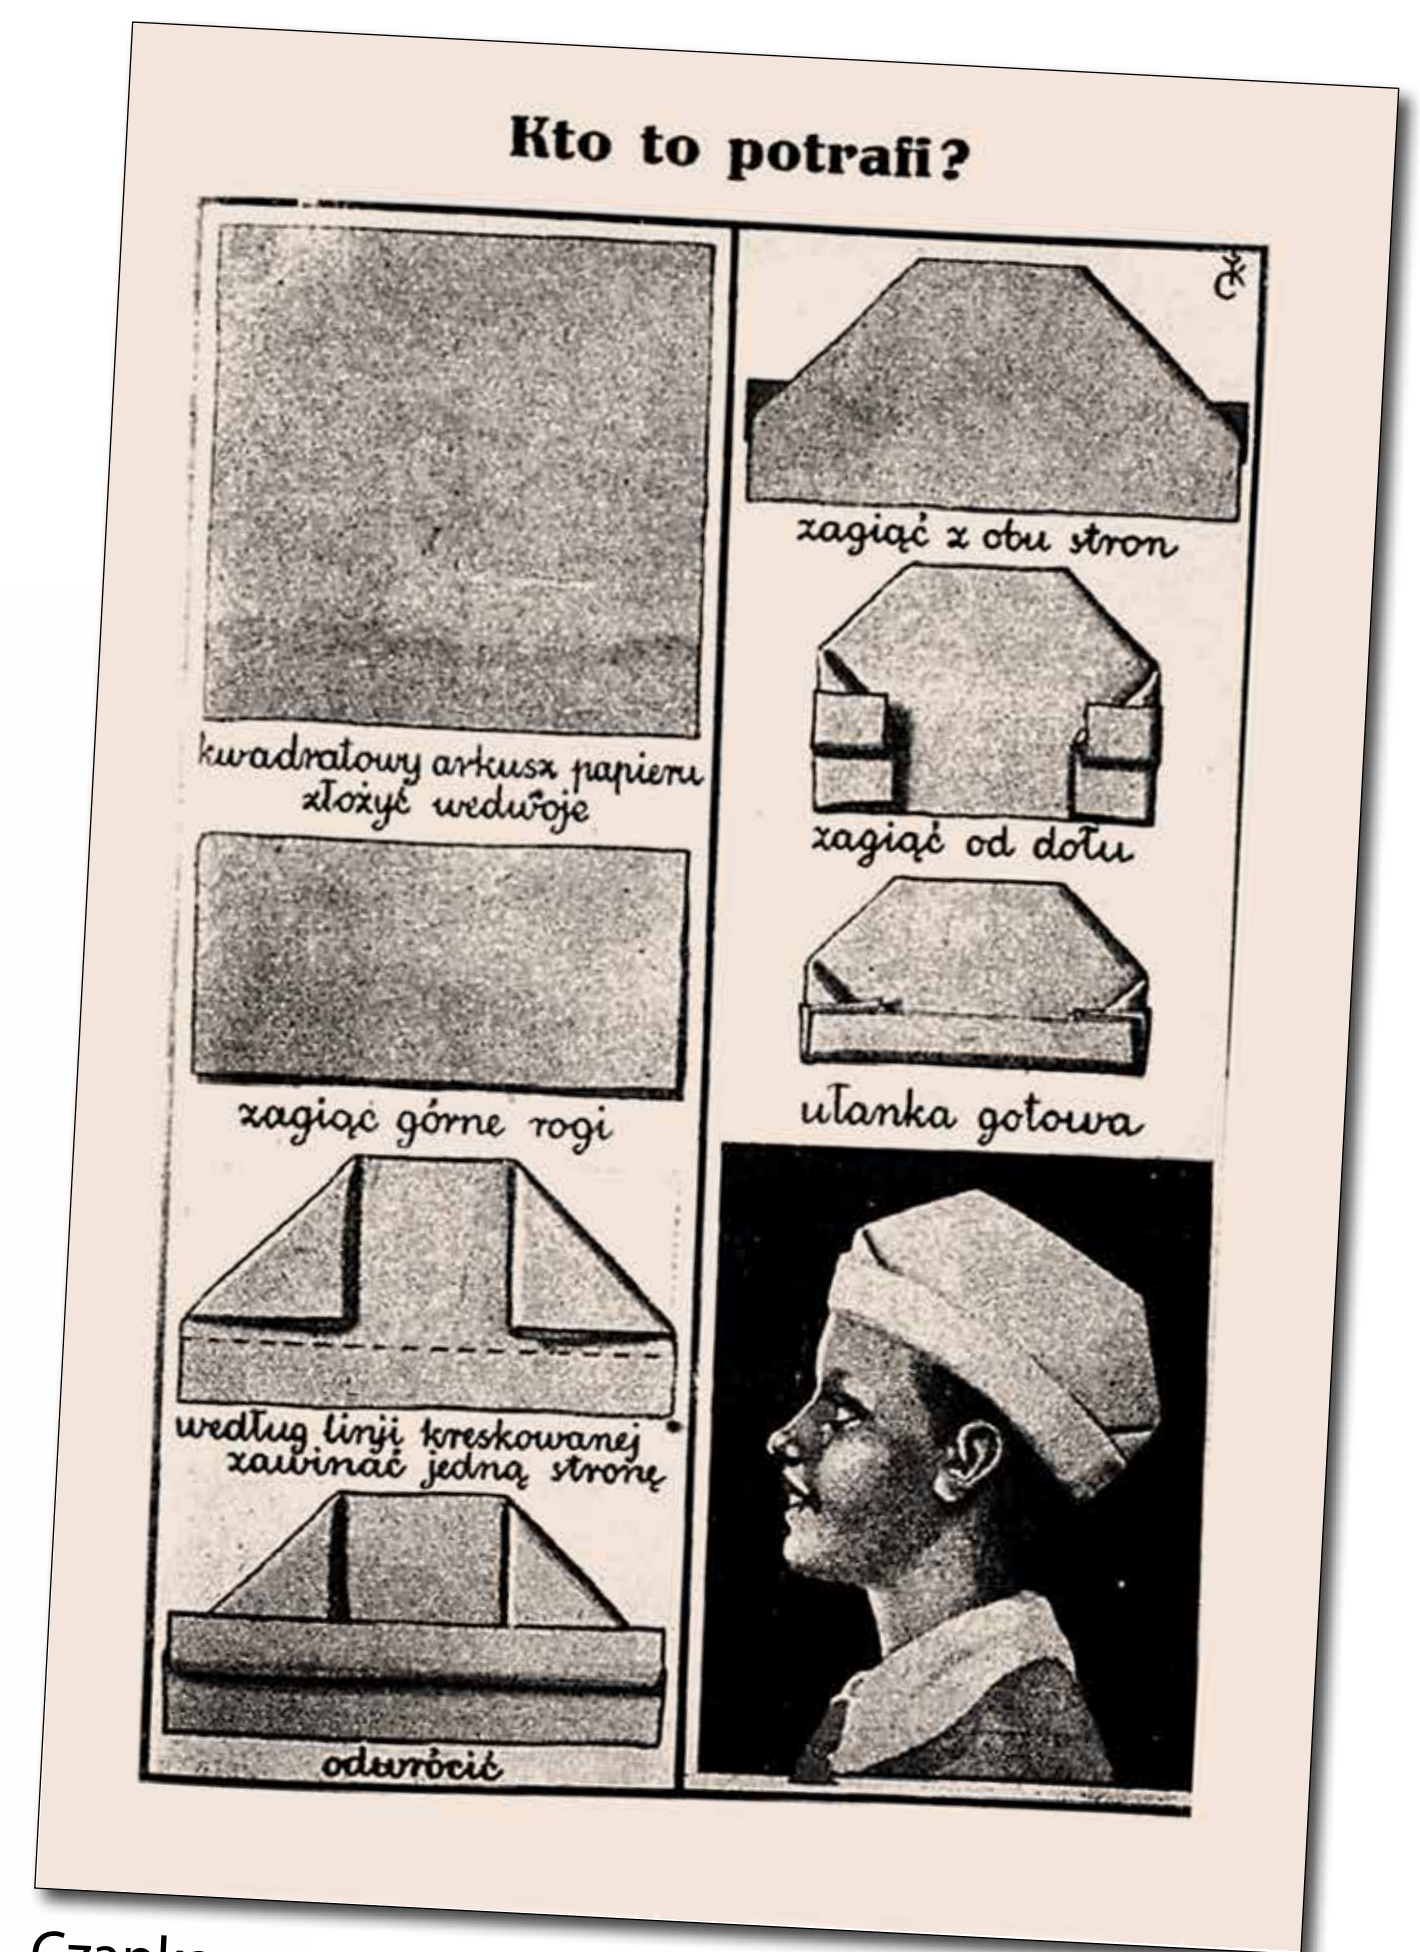 Kto to potrafi?
kwadratowy arkusz papieru
złożyć wedwoje
zagiąć górne rogi
według linji kreskowanej
zawinąć jedną stronę
odwrócić
zagiąć z obu stron
zagiąć od dołu
ułanka gotowa